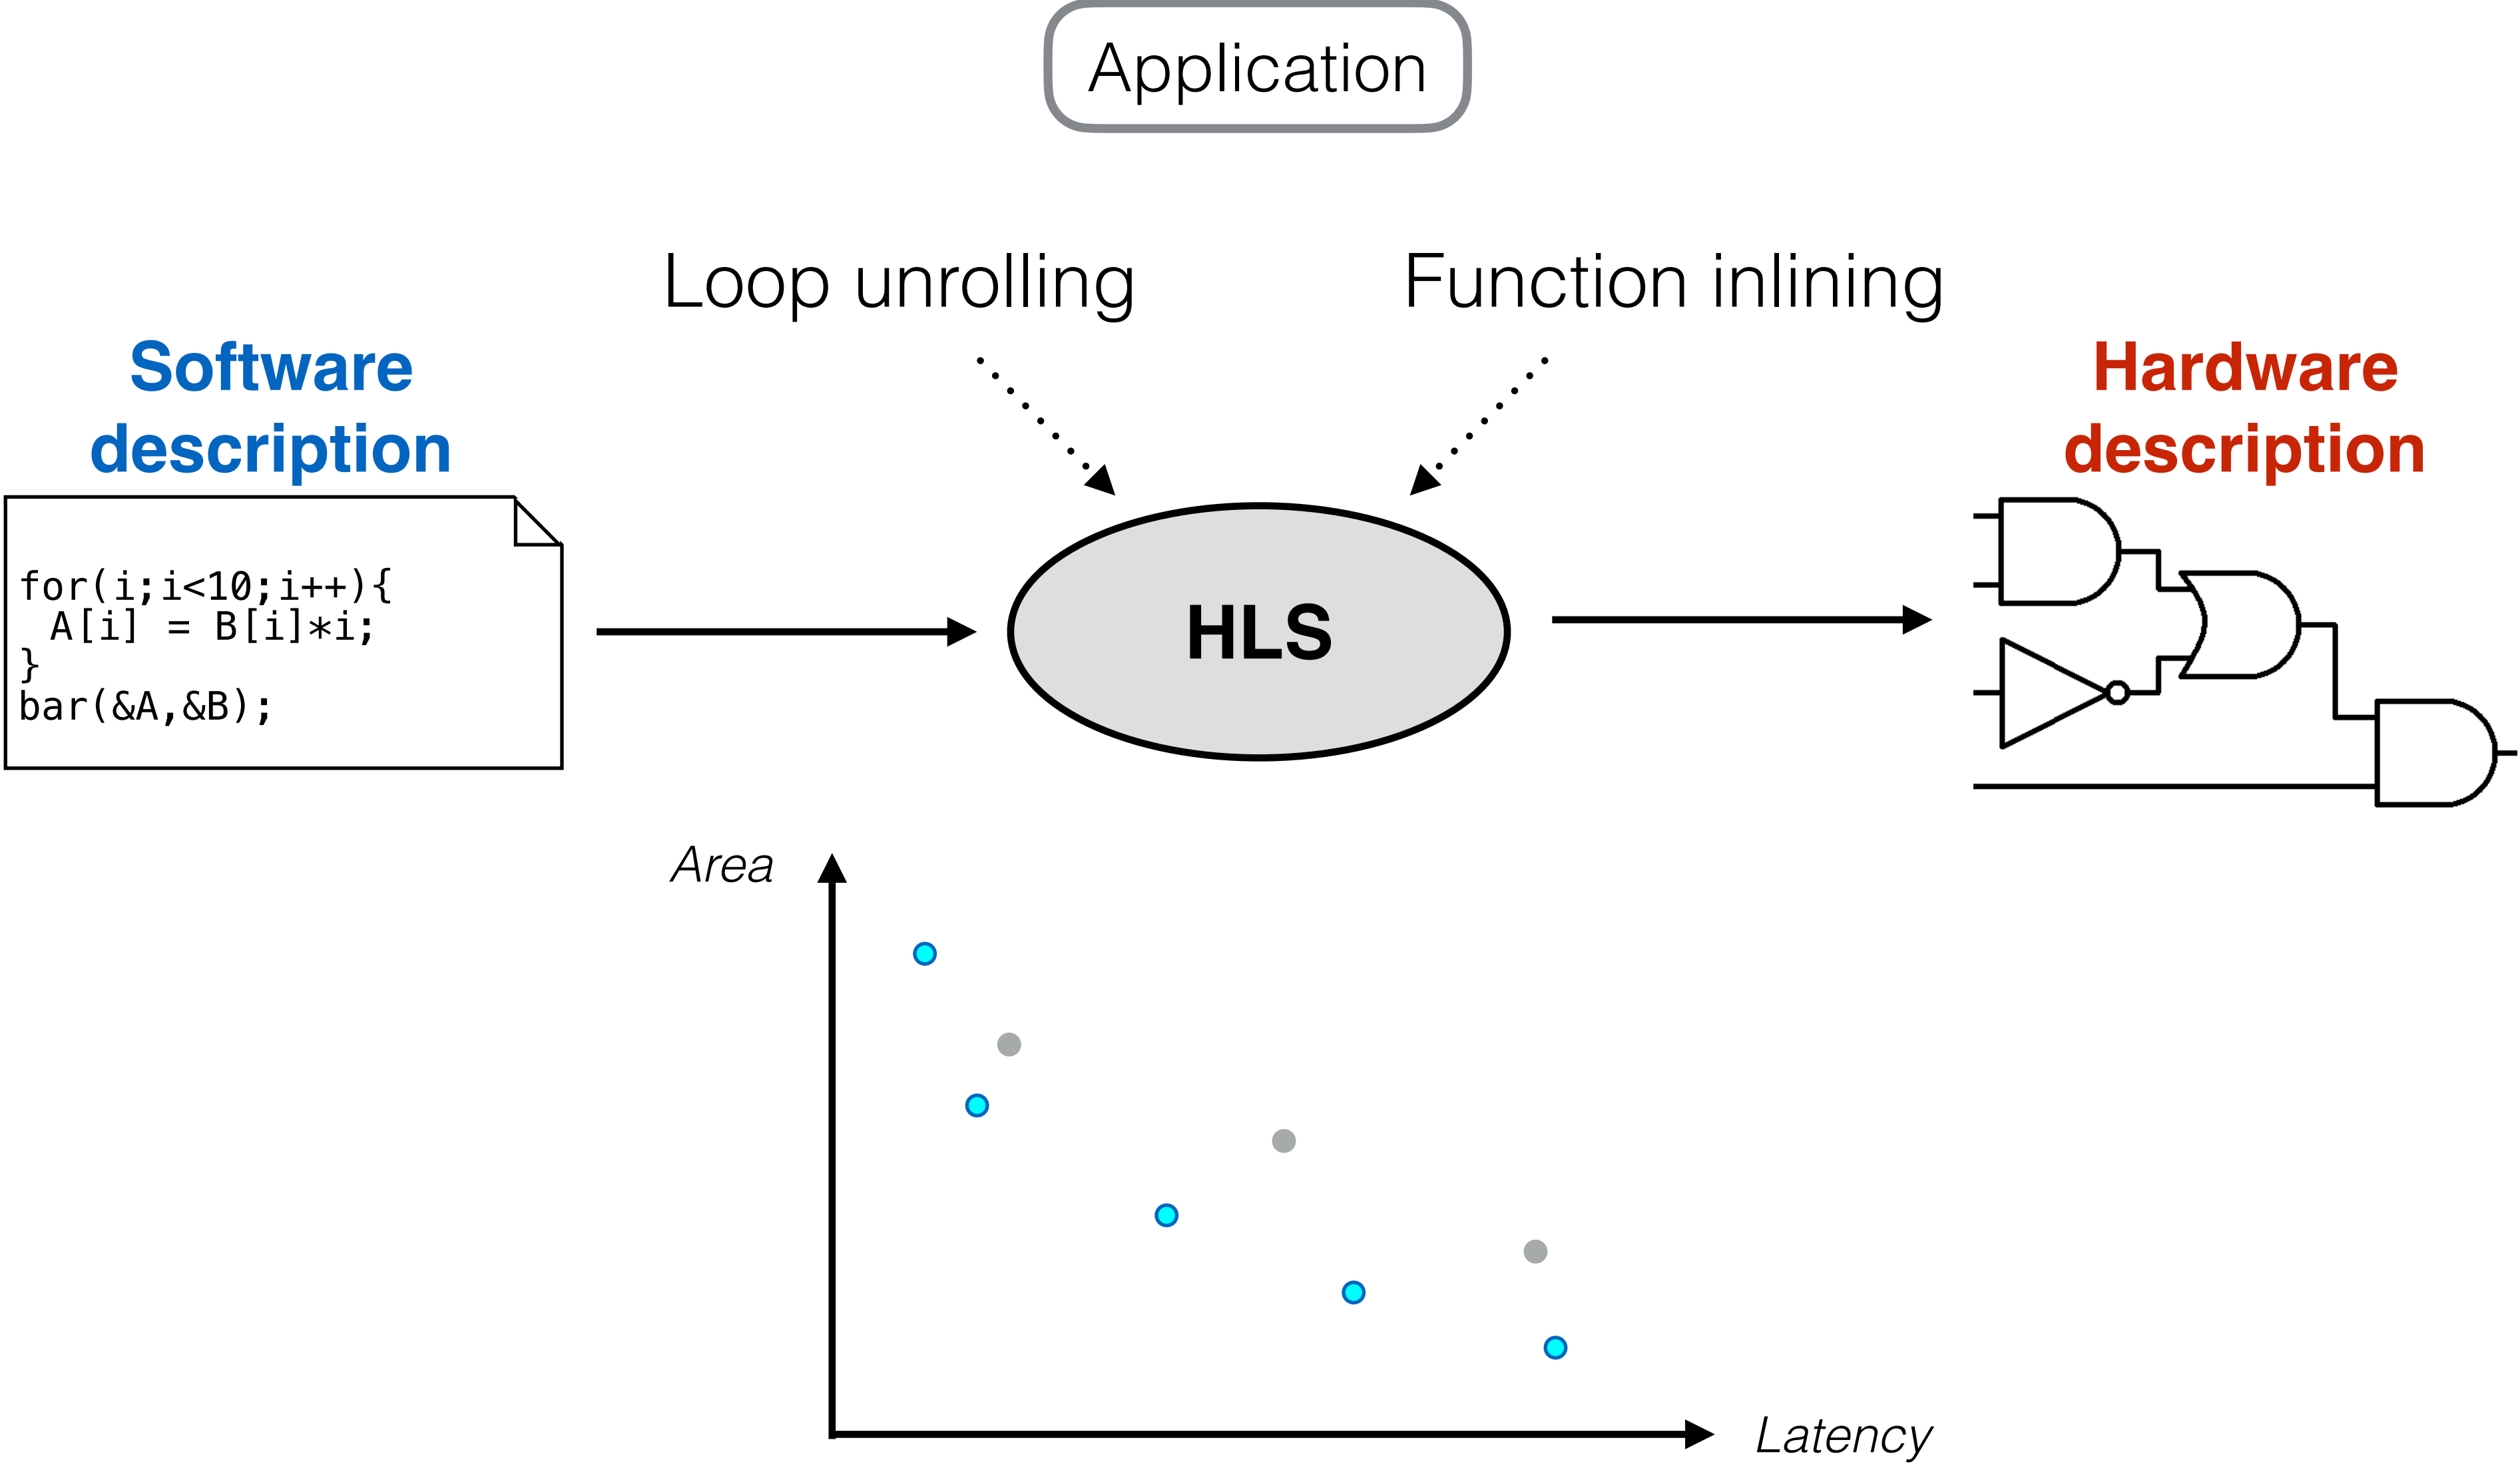 Application
Loop unrolling
Function inlining
Software
description
Hardware
description
for(i;i<10;i++){
A[i] = B[i]*i;
}
bar(&A,&B);
HLS
Area
Latency